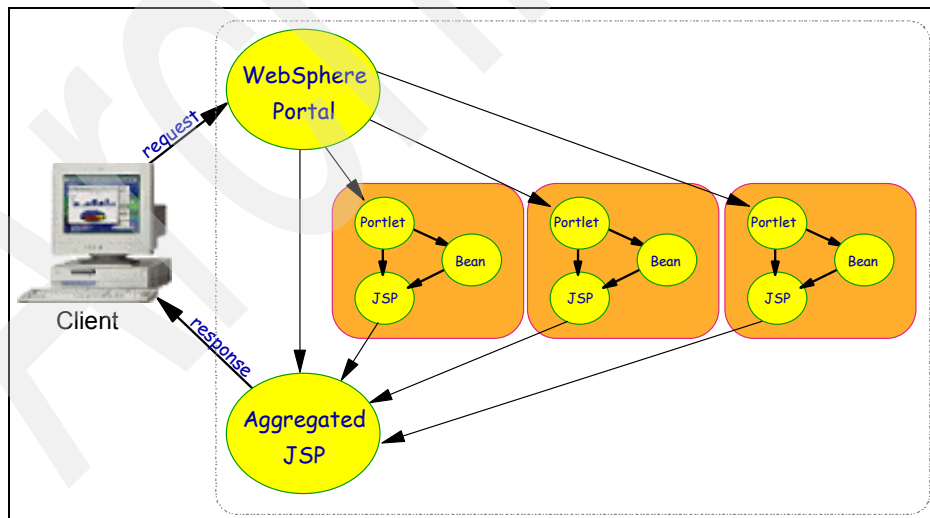 WebSphere
Portal
request
Portlet
Bean
JSP
Portlet
Bean
JSP
Portlet
Bean
JSP
Client
response
Aggregated
JSP